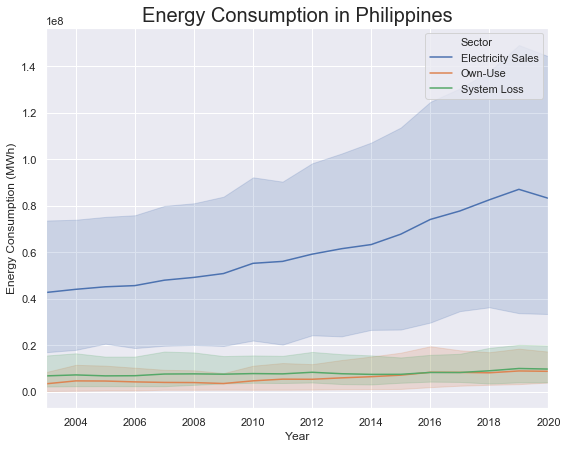 Energy Consumption in Philippines
1e8
Sector
Electricity Sales
Own-Use
System Loss
1.4
1.2
1.0
0.8
0.6
0.4
0.2
0.0
Energy Consumption (MWh)
2004
2006
2008
2010
2012
2014
2016
2018
2020
Year